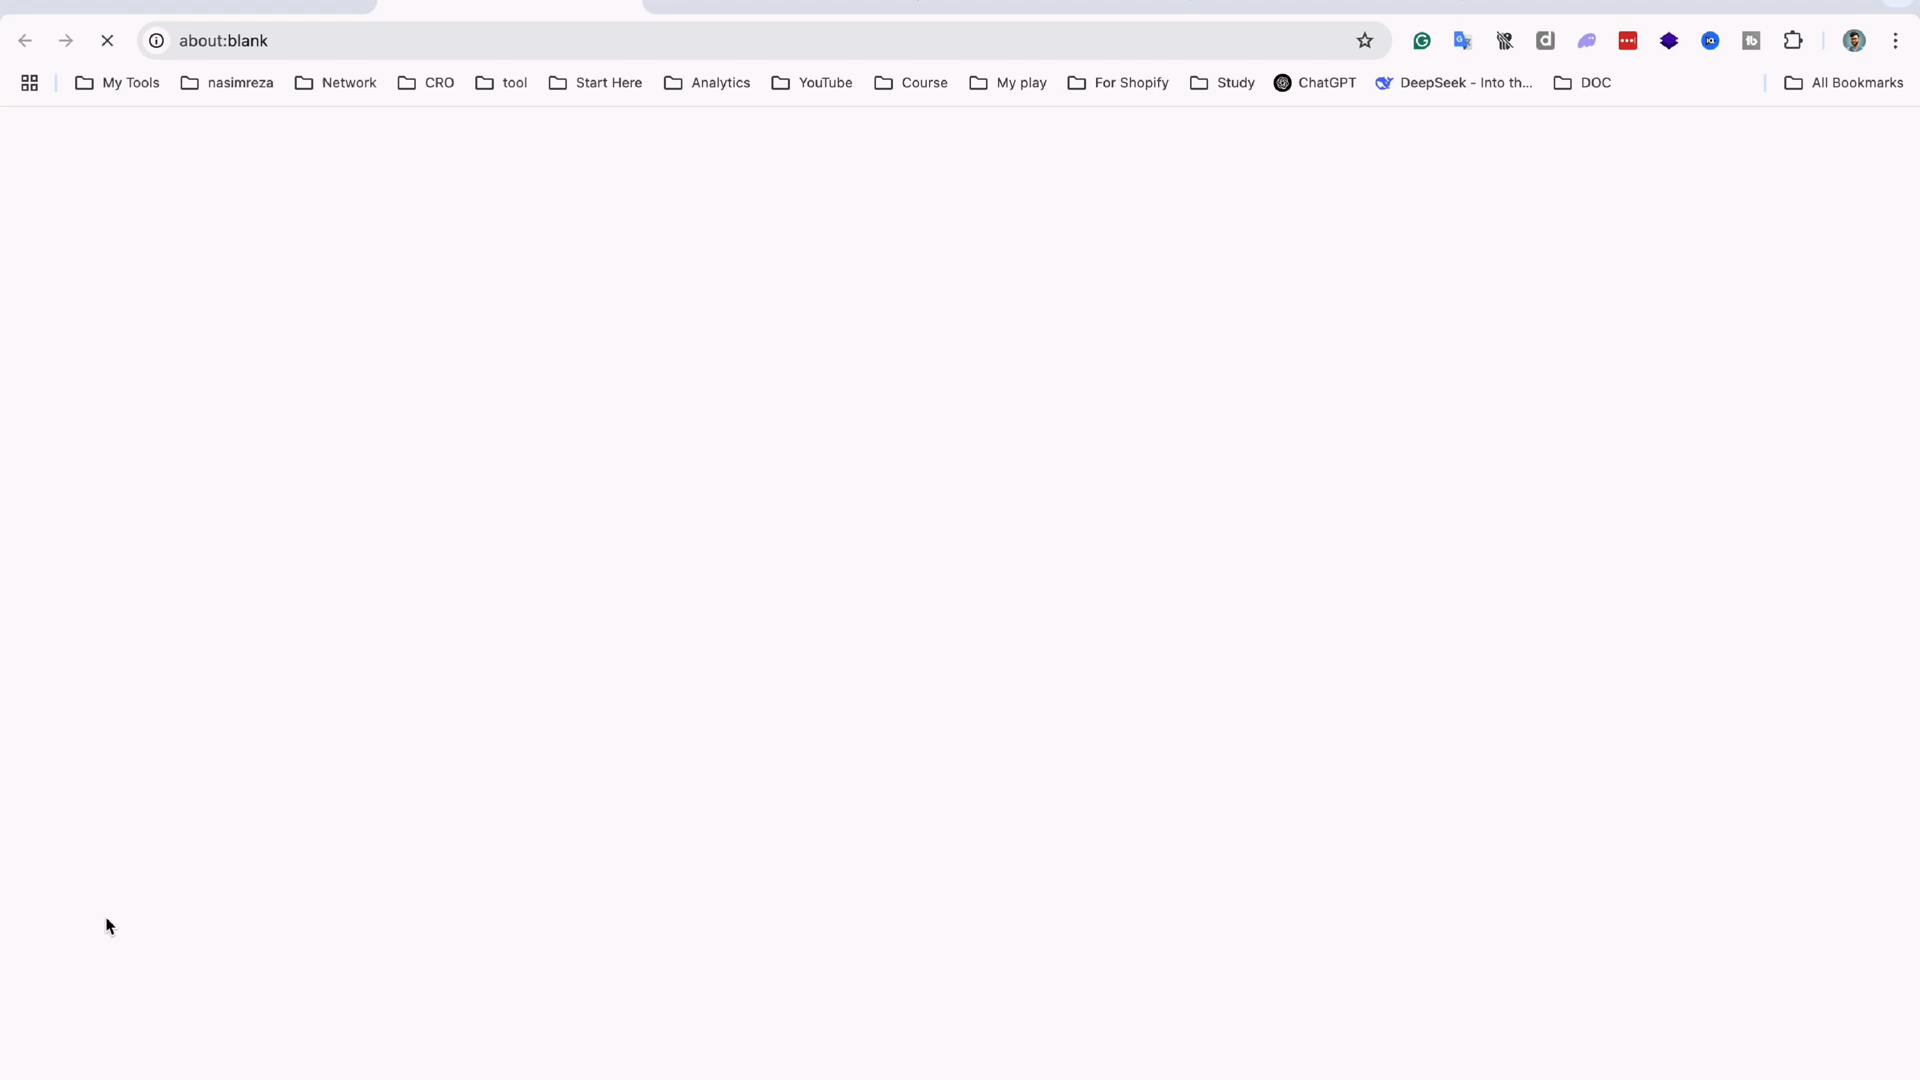 about:blank
My Tools nasimreza Network CRO tool Start Here Analytics YouTube Course My play For Shopify Study ChatGPT DeepSeek - Into th... DOC All Bookmarks